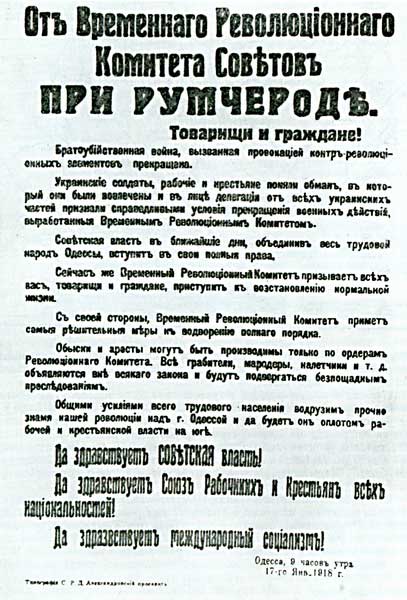 Отъ Временнаго Революціоннаго
Комитета Совѣтовъ
ПРИ РУМЧЕРОДѢ.
Товарищи и граждане!
Братоубійственная война, вызванная провокаціей контръ-революці-
онныхъ элементовъ прекращена.
Украинскіе солдаты, рабочіе и крестьяне поняли обманъ, въ кото-
рый они были вовлечены и въ лицѣ делегаціи отъ всѣхъ украинскихъ
частей признали справедливыми условія прекращенія военныхъ дѣйствій,
выработанныя Временнымъ Революціоннымъ Комитетомъ.
Совѣтская власть въ ближайшіе дни, объединивъ весь трудовой
народъ Одессы, вступитъ въ свои полныя права.
Сейчасъ же Временный Революціонный Комитетъ призываетъ всѣхъ
васъ, товарищи и граждане, приступить къ возстановленію нормальной
жизни.
Съ своей стороны, Временный Революціонный Комитетъ приметъ
самыя рѣшительныя мѣры къ водворенію полнаго порядка.
Обыски и аресты могутъ быть производимы только по ордерамъ
Революціоннаго Комитета. Всѣ грабители, мародеры, налетчики и т. д.
объявляются внѣ всякаго закона и будутъ подвергаться безпощаднымъ
преслѣдованіямъ.
Общими усиліями всего трудового населенія водрузимъ прочно
знамя нашей революціи надъ г. Одессой и да будетъ онъ оплотомъ ра-
бочей и крестьянской власти на югѣ.
Да здравствуетъ СОВѢТСКАЯ власть!
Да здравствуетъ Союзъ Рабочихъ и Крестьянъ всѣхъ
національностей!
Да здравствуетъ международный соціализмъ!
Одесса, 9 часовъ утра
17-го Янв. 1918 г.
Типографія С. Р. Д. Александровскій проспектъ